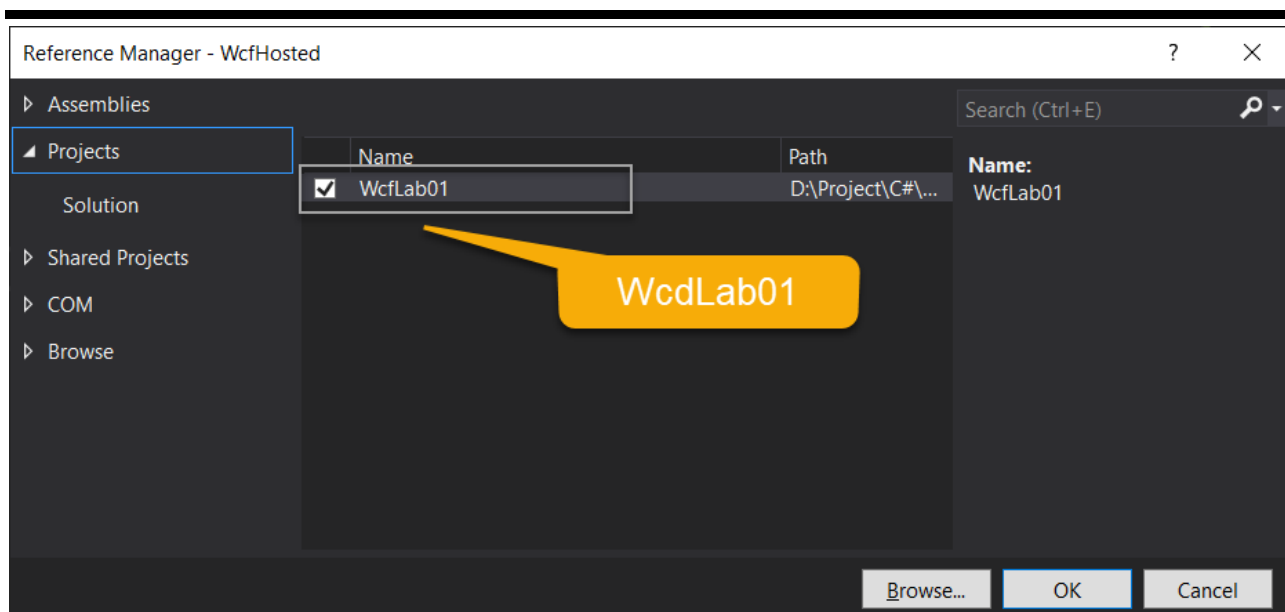 Reference Manager - WcfHosted ?
Assemblies
Search (Ctrl+E)
Projects
Name Path
Name:
WcfLab01 D:\Project\C#\...
WcfLab01
Solution
Shared Projects
WcdLab01
COM
Browse
Browse... OK Cancel